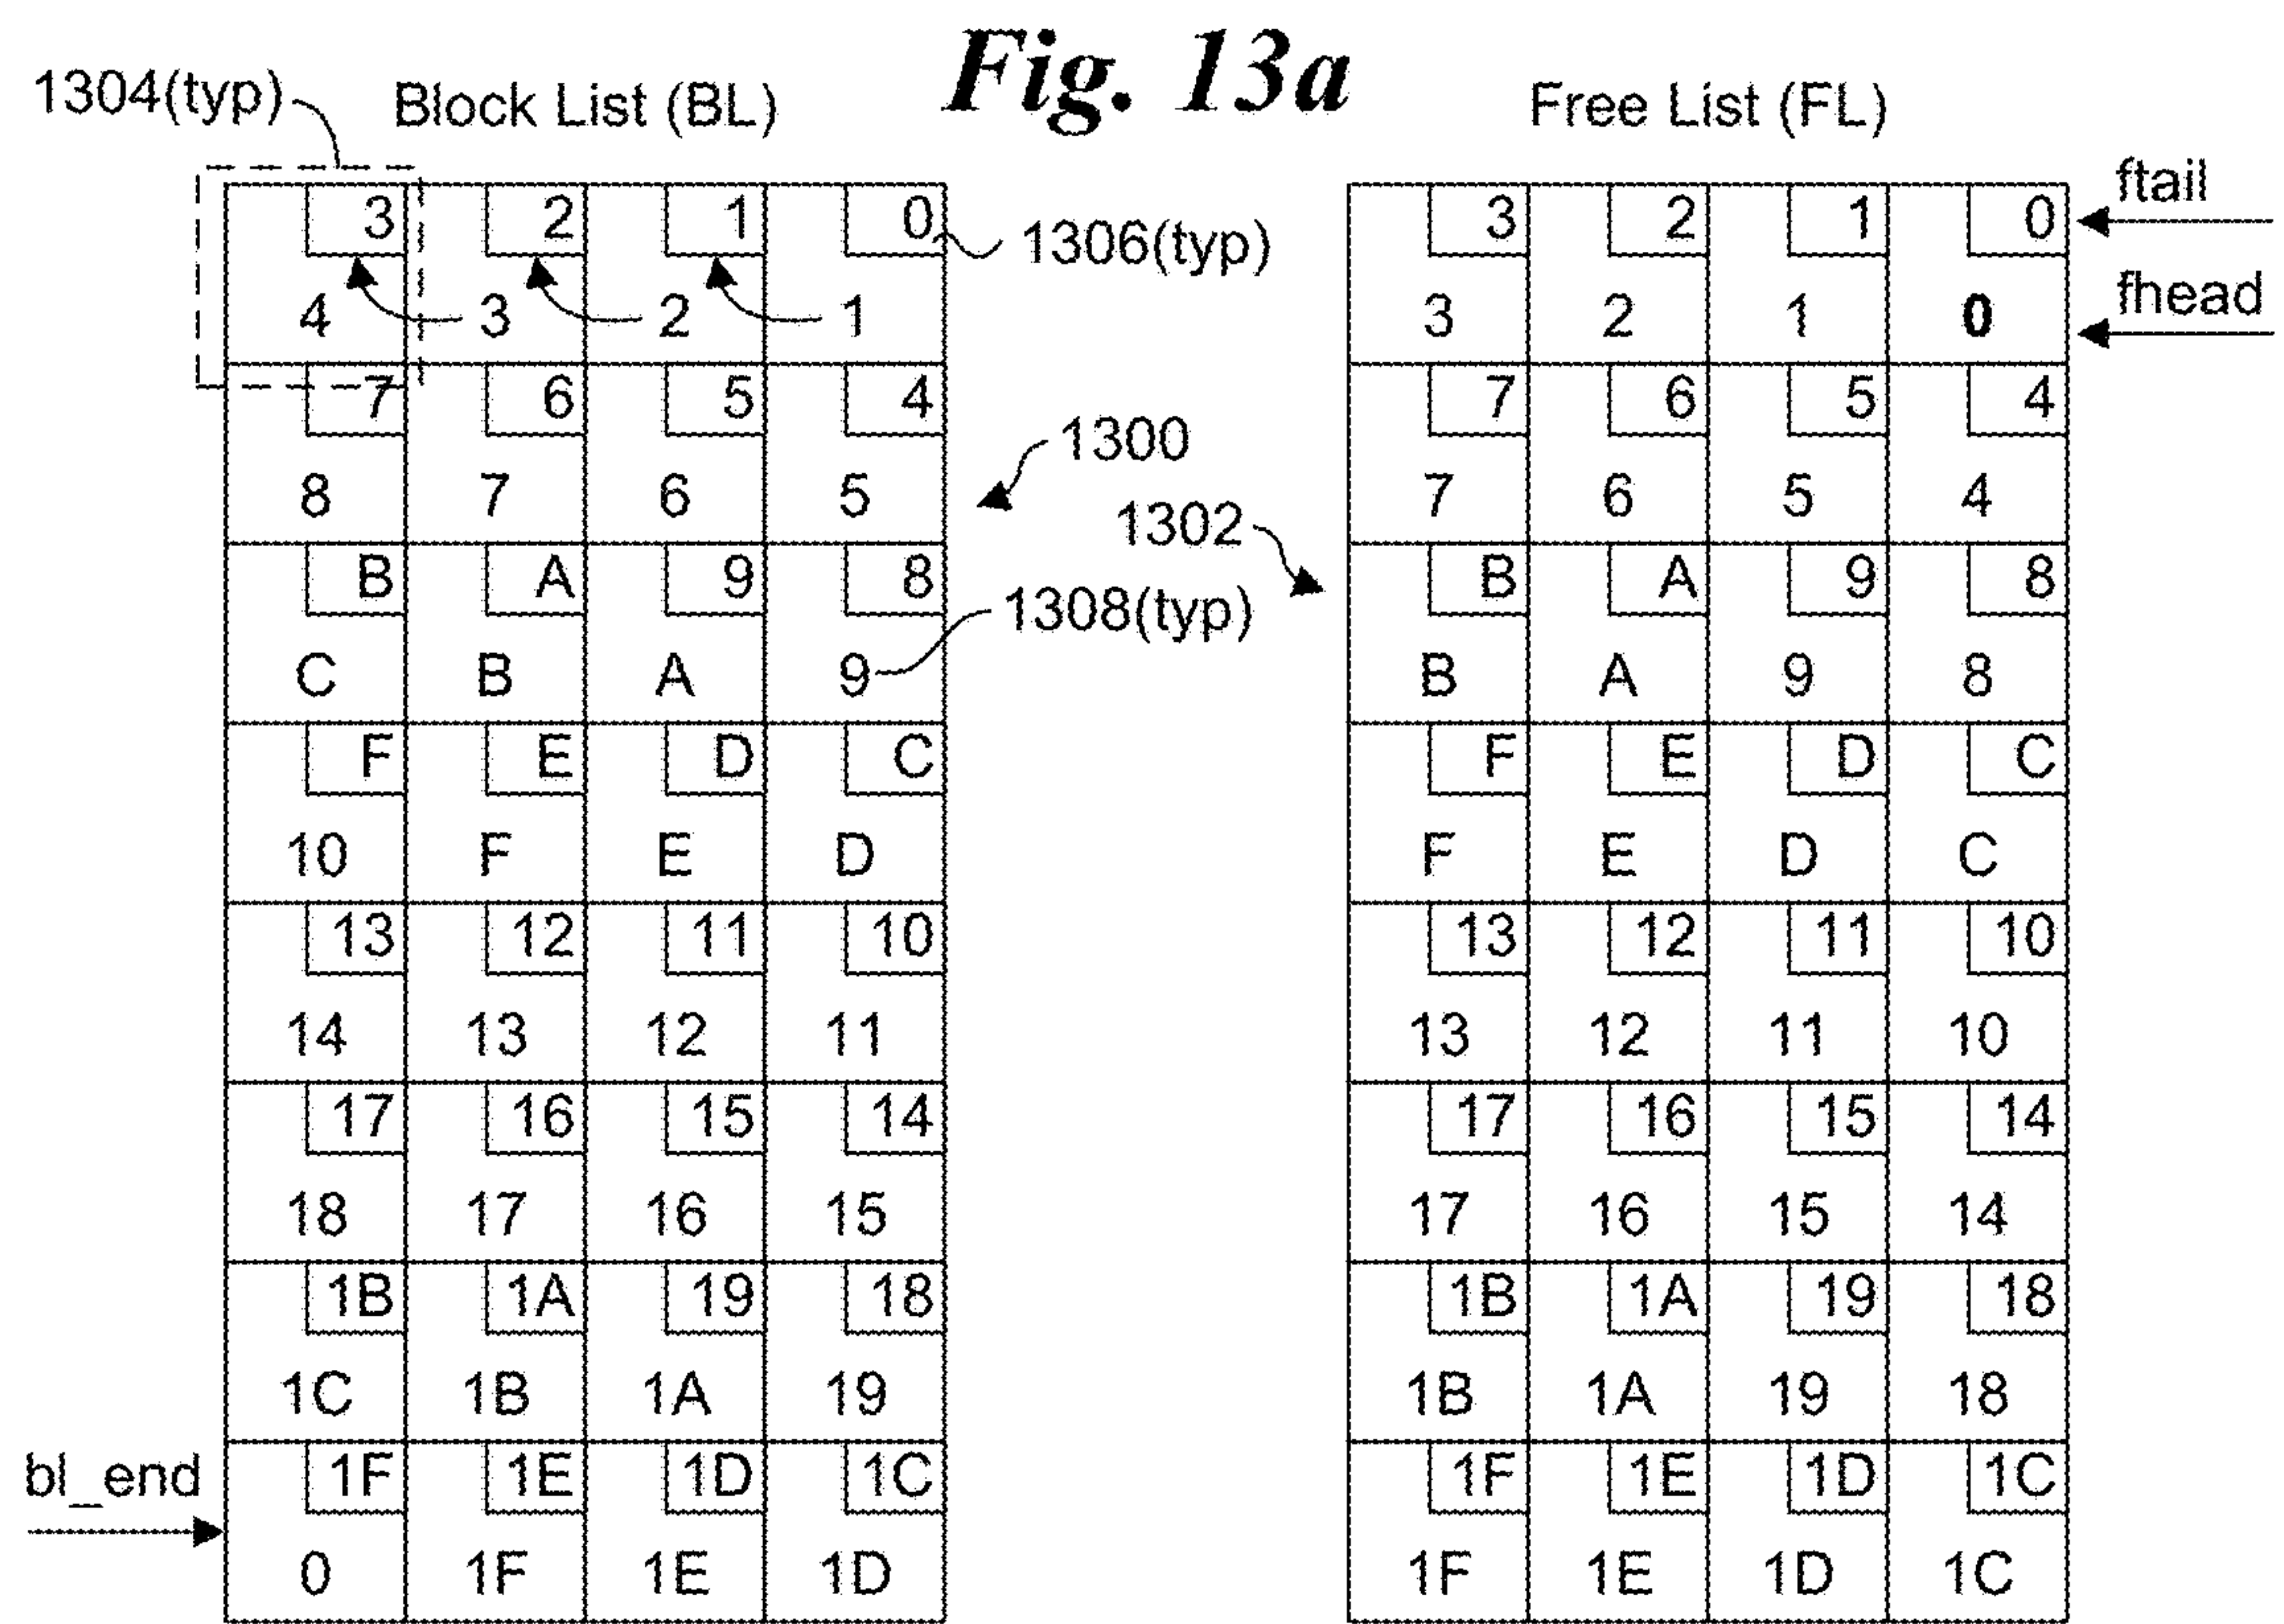 Fig. 13a
1304(typ) Block List (BL) Free List (FL)
3 2 1 0 3 2 1 0 ftail
1306(typ)
4 3 2 1 3 2 1 0 fhead
7 6 5 4 7 6 5 4
1300
8 7 6 5 7 6 5 4
1302
B A 9 8 B A 9 8
1308(typ)
C B A 9 B A 9 8
F E D C F E D C
10 F E D F E D C
13 12 11 10 13 12 11 10
14 13 12 11 13 12 11 10
17 16 15 14 17 16 15 14
18 17 16 15 17 16 15 14
1B 1A 19 18 1B 1A 19 18
1C 1B 1A 19 1B 1A 19 18
bl_end 1F 1E 1D 1C 1F 1E 1D 1C
0 1F 1E 1D 1F 1E 1D 1C